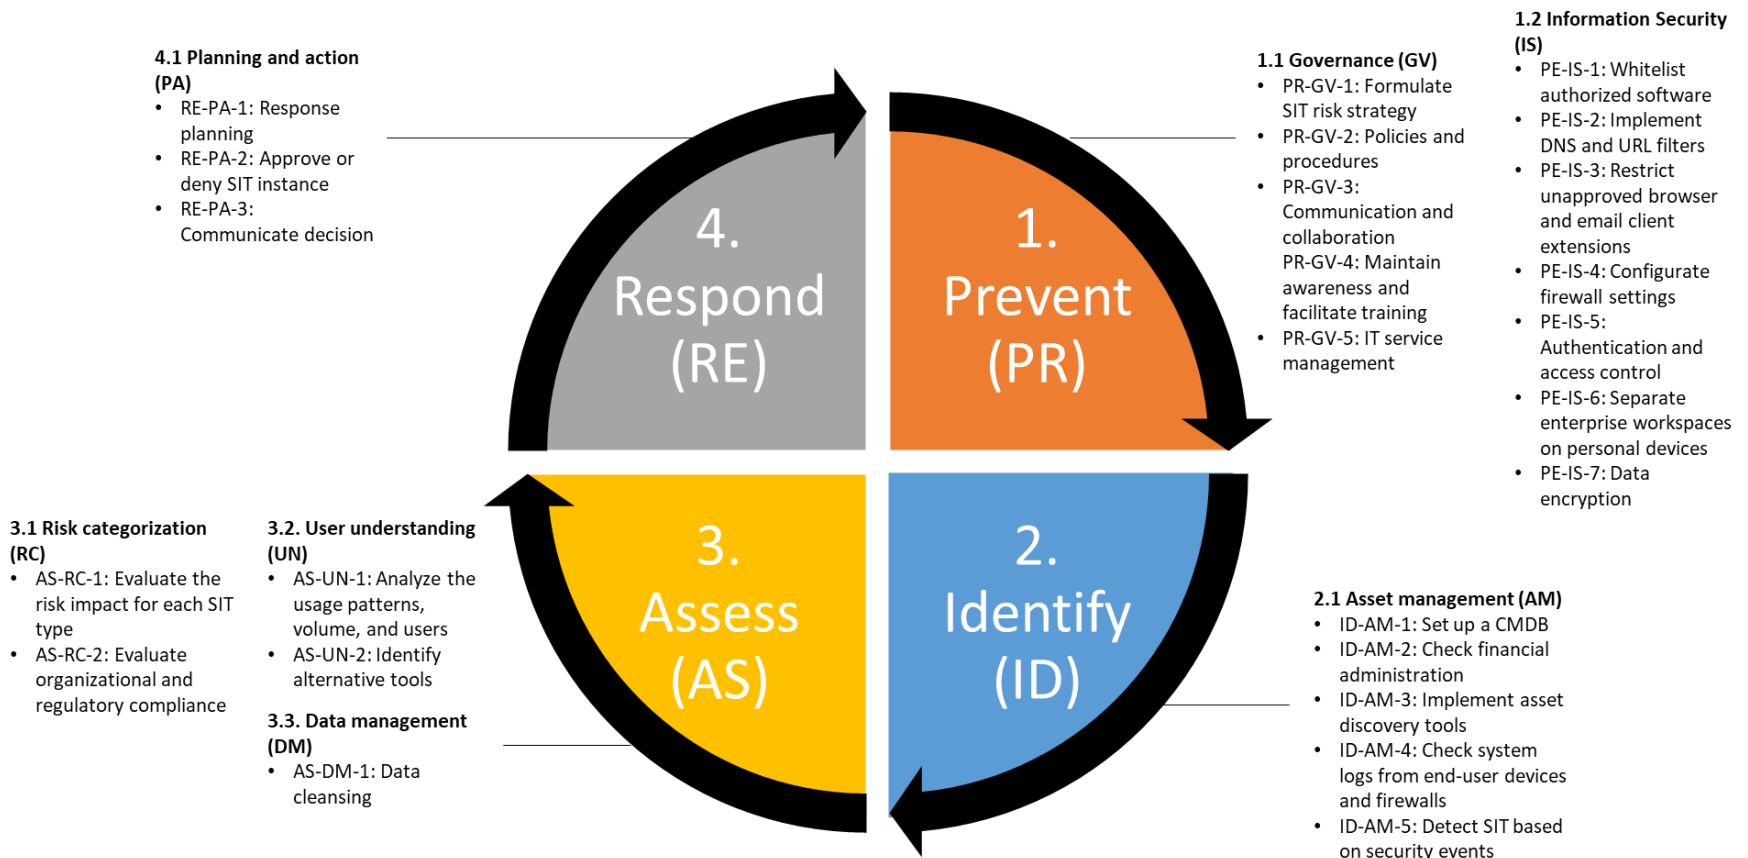 4.1 Planning and action
(PA)
• RE-PA-1: Response
planning
• RE-PA-2: Approve or
deny SIT instance
• RE-PA-3:
Communicate decision
4.
Respond
(RE)
1.
Prevent
(PR)
1.1 Governance (GV)
• PR-GV-1: Formulate
SIT risk strategy
• PR-GV-2: Policies and
procedures
• PR-GV-3:
Communication and
collaboration
PR-GV-4: Maintain
awareness and
facilitate training
• PR-GV-5: IT service
management
1.2 Information Security
(IS)
• PE-IS-1: Whitelist
authorized software
• PE-IS-2: Implement
DNS and URL filters
• PE-IS-3: Restrict
unapproved browser
and email client
extensions
• PE-IS-4: Configurate
firewall settings
• PE-IS-5:
Authentication and
access control
• PE-IS-6: Separate
enterprise workspaces
on personal devices
• PE-IS-7: Data
encryption
3.1 Risk categorization
(RC)
• AS-RC-1: Evaluate the
risk impact for each SIT
type
• AS-RC-2: Evaluate
organizational and
regulatory compliance
3.2. User understanding
(UN)
• AS-UN-1: Analyze the
usage patterns,
volume, and users
• AS-UN-2: Identify
alternative tools
3.3. Data management
(DM)
• AS-DM-1: Data
cleansing
3.
Assess
(AS)
2.
Identify
(ID)
2.1 Asset management (AM)
• ID-AM-1: Set up a CMDB
• ID-AM-2: Check financial
administration
• ID-AM-3: Implement asset
discovery tools
• ID-AM-4: Check system
logs from end-user devices
and firewalls
• ID-AM-5: Detect SIT based
on security events